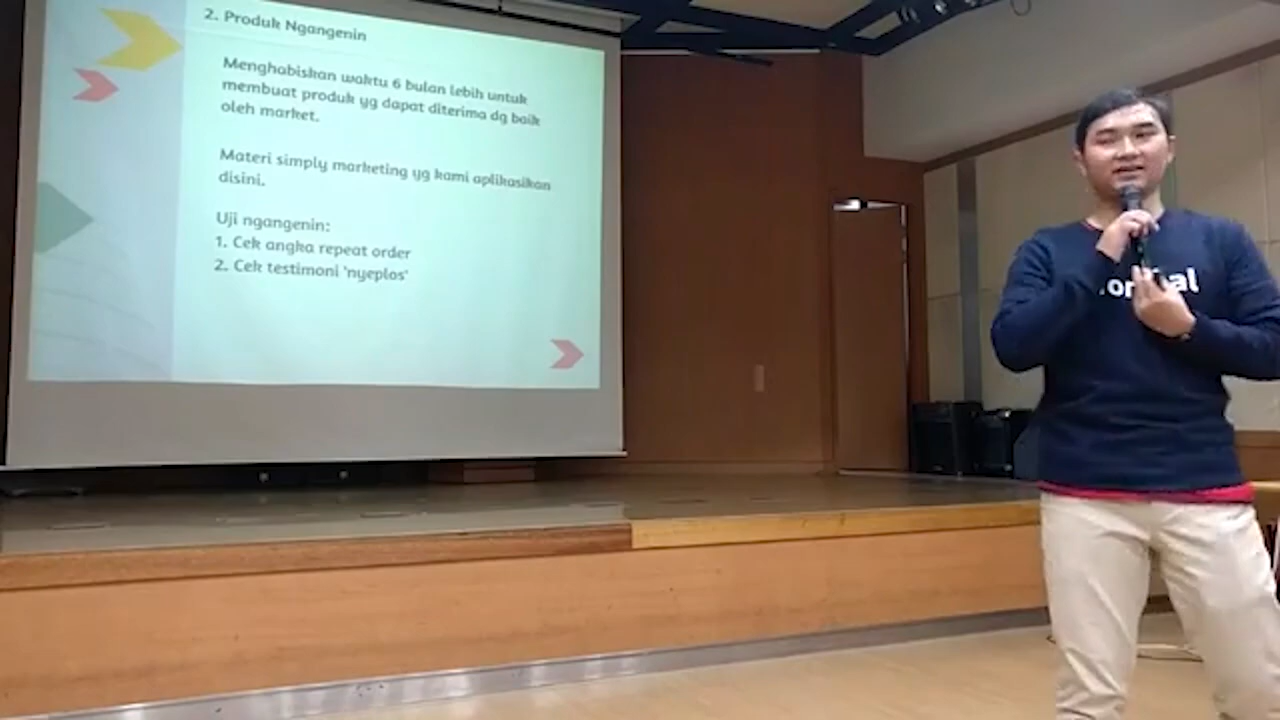 2. Produk Ngangenin
Menghabiskan waktu 6 bulan lebih untuk
membuat produk yg dapat diterima dg baik
oleh market.
Materi simply marketing yg kami aplikasikan
disini.
Uji ngangenin:
1. Cek angka repeat order
2. Cek testimoni 'nyeplos'